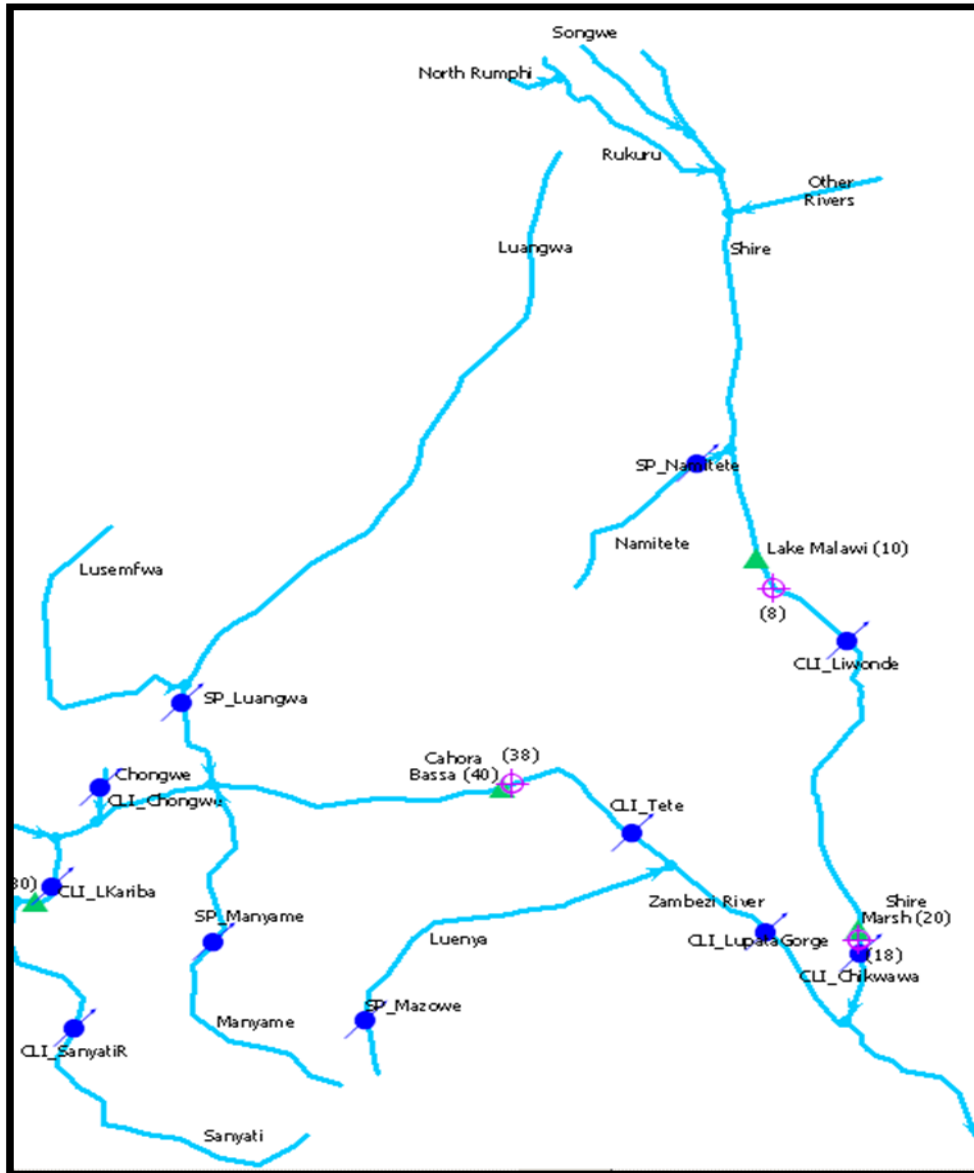 Songwe
North Rumphi
Rukuru
Other
Rivers
Luangwa
Shire
SP_Namitete
Namitete
Lake Malawi (10)
Lusemfwa
(8)
CLI_Liwonde
SP_Luangwa
Cahora
Bassa (40)
(38)
Chongwe
CLI_Chongwe
CLI_Tete
30)
CLI_LKariba
Zambezi River
Shire
Marsh (20)
SP_Manyame
Luenya
CLI_LupataGorge
(18)
CLI_Chikwawa
SP_Mazowe
Manyame
CLI_SanyatiR
Sanyati